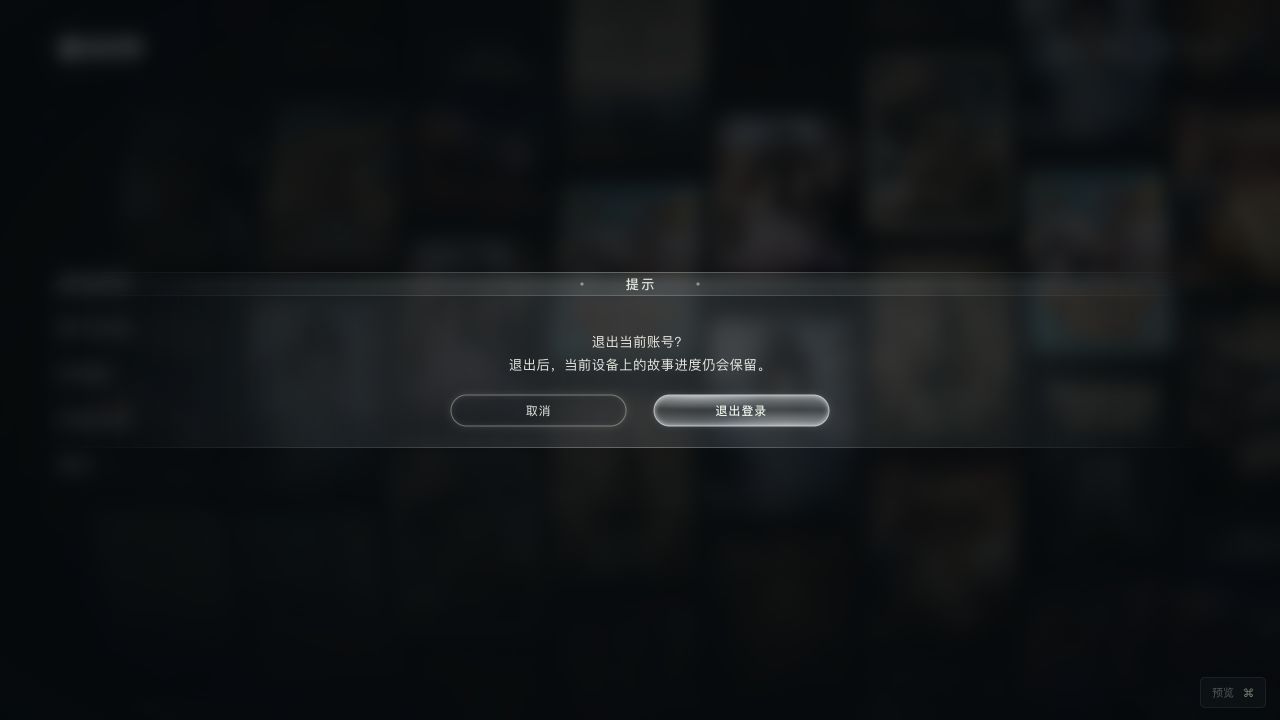 提示
退出当前账号?
退出后，当前设备上的故事进度仍会保留。
取消
退出登录
预览 ⌘